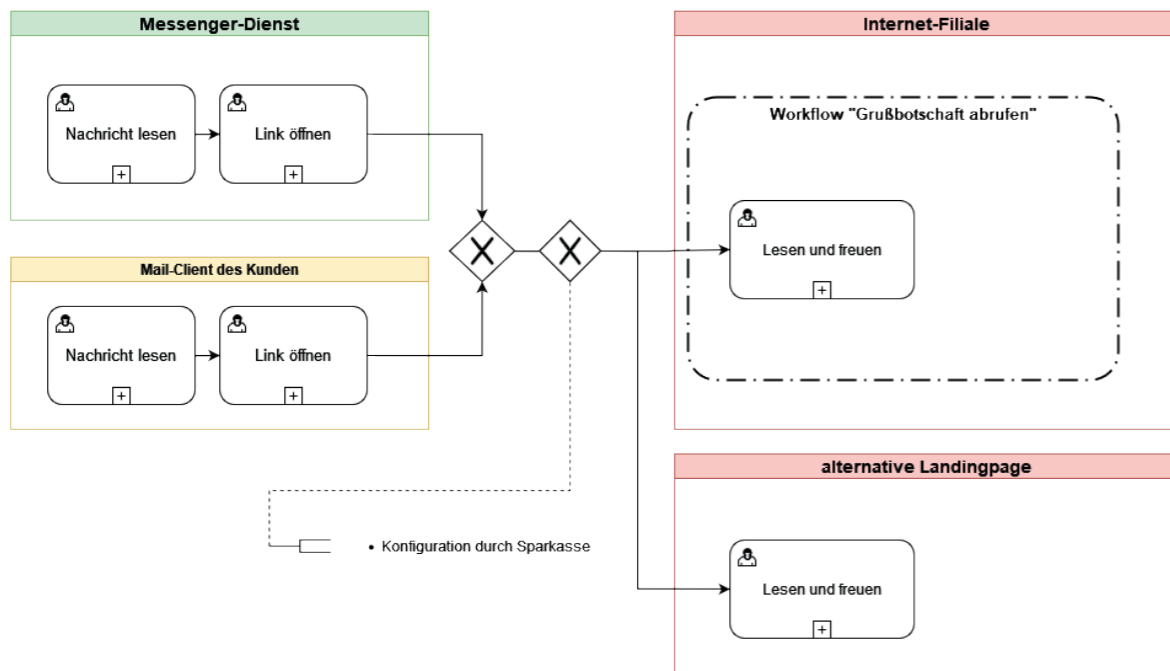 Messenger-Dienst
Nachricht lesen
Link öffnen
Mail-Client des Kunden
Nachricht lesen
Link öffnen
• Konfiguration durch Sparkasse
Internet-Filiale
Workflow "Grußbotschaft abrufen"
Lesen und freuen
alternative Landingpage
Lesen und freuen